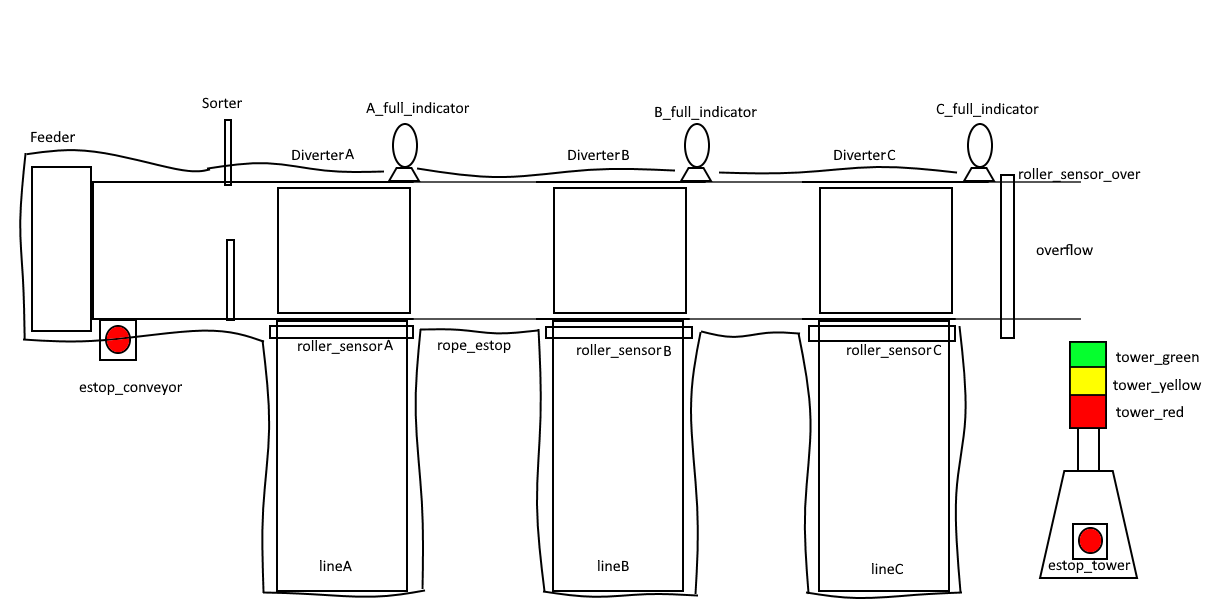 Sorter
A_full_indicator
B_full_indicator
C_full_indicator
Feeder
DiverterA
DiverterB
DiverterC
roller_sensor_over
overflow
roller_sensorA
rope_estop
roller_sensorB
roller_sensorC
estop_conveyor
tower_green
tower_yellow
tower_red
lineA
lineB
lineC
estop_tower